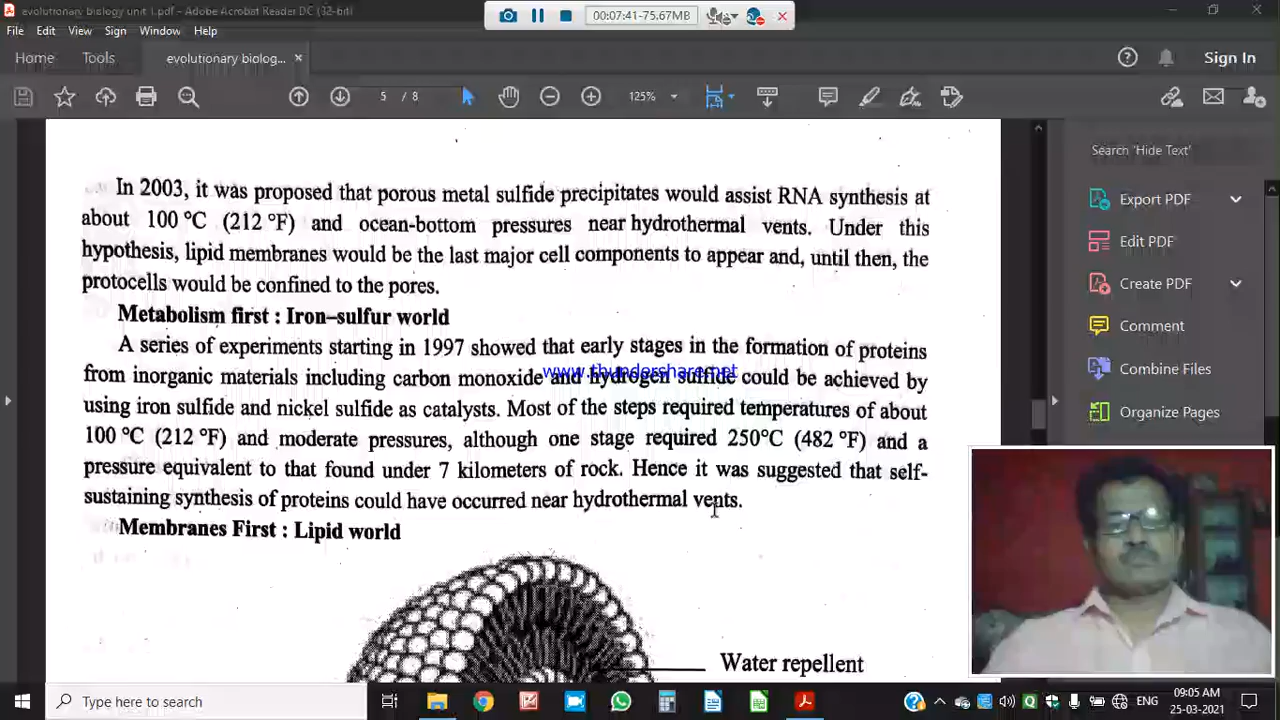 evolutionary biology unit 1.pdf - Adobe Acrobat Reader DC (32-bit)
00:07:41-75.67MB
File Edit View Sign Window Help
Home Tools evolutionary biolog... Sign In
5 / 8 125%
In 2003, it was proposed that porous metal sulfide precipitates would assist RNA synthesis at
about 100 °C (212 °F) and ocean-bottom pressures near hydrothermal vents. Under this
hypothesis, lipid membranes would be the last major cell components to appear and, until then, the
protocells would be confined to the pores.
Metabolism first : Iron–sulfur world
A series of experiments starting in 1997 showed that early stages in the formation of proteins
from inorganic materials including carbon monoxide and hydrogen sulfide could be achieved by
www.thundershare.net
using iron sulfide and nickel sulfide as catalysts. Most of the steps required temperatures of about
100 °C (212 °F) and moderate pressures, although one stage required 250°C (482 °F) and a
pressure equivalent to that found under 7 kilometers of rock. Hence it was suggested that self-
sustaining synthesis of proteins could have occurred near hydrothermal vents.
Membranes First : Lipid world
Water repellent
Search 'Hide Text'
Export PDF
Edit PDF
Create PDF
Comment
Combine Files
Organize Pages
Type here to search
ENG
09:05 AM
25-03-2021